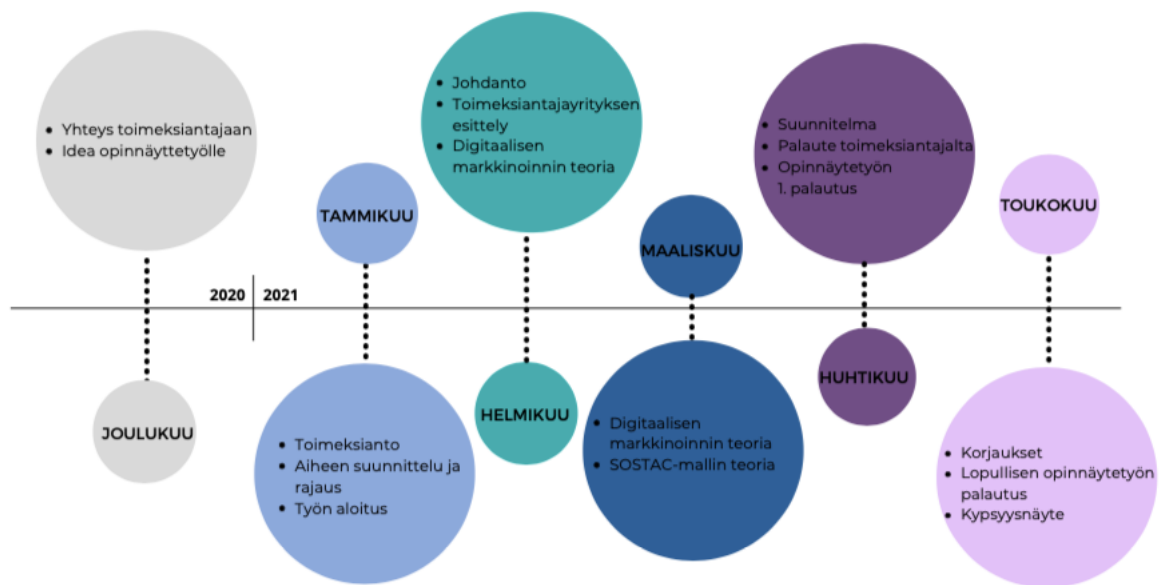 • Yhteys toimeksiantajaan
• Idea opinnäyttetyölle
JOULUKUU
2020
2021
TAMMIKUU
• Toimeksianto
• Aiheen suunnittelu ja
rajaus
• Työn aloitus
• Johdanto
• Toimeksiantajayrityksen
esittely
• Digitaalisen
markkinoinnin teoria
HELMIKUU
MAALISKUU
• Digitaalisen
markkinoinnin teoria
• SOSTAC-mallin teoria
• Suunnitelma
• Palaute toimeksiantajalta
• Opinnäytetyön
1. palautus
HUHTIKUU
TOUKOKUU
• Korjaukset
• Lopullisen opinnäytetyön
palautus
• Kypsyysnäyte